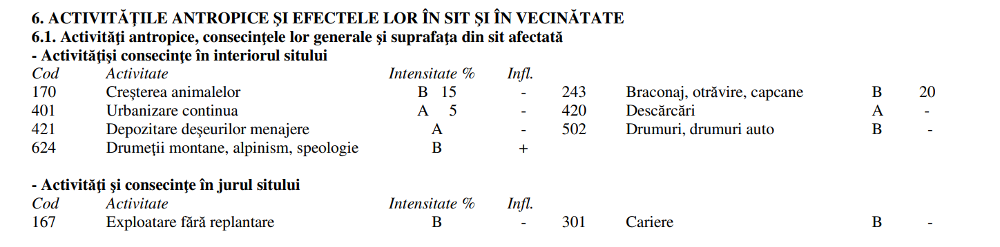 6. ACTIVITĂŢILE ANTROPICE ŞI EFECTELE LOR ÎN SIT ŞI ÎN VECINĂTATE
6.1. Activităţi antropice, consecinţele lor generale şi suprafaţa din sit afectată
- Activităţişi consecinţe în interiorul sitului
Cod Activitate Intensitate % Infl.
170 Creşterea animalelor B 15 - 243 Braconaj, otrăvire, capcane B 20
401 Urbanizare continua A 5 - 420 Descărcări A -
421 Depozitare deşeurilor menajere A - 502 Drumuri, drumuri auto B -
624 Drumeţii montane, alpinism, speologie B +
- Activităţi şi consecinţe în jurul sitului
Cod Activitate Intensitate % Infl.
167 Exploatare fără replantare B - 301 Cariere B -